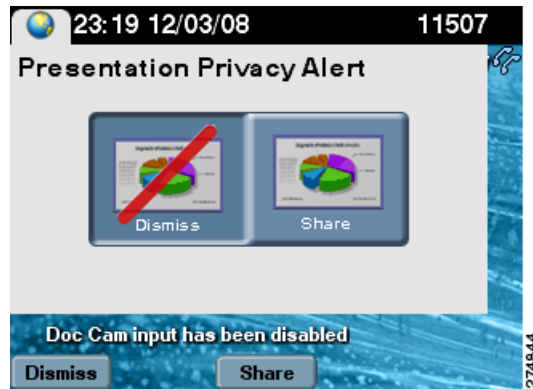 23:19 12/03/08 11507
Presentation Privacy Alert
Dismiss Share
Doc Cam input has been disabled
Dismiss Share
274944